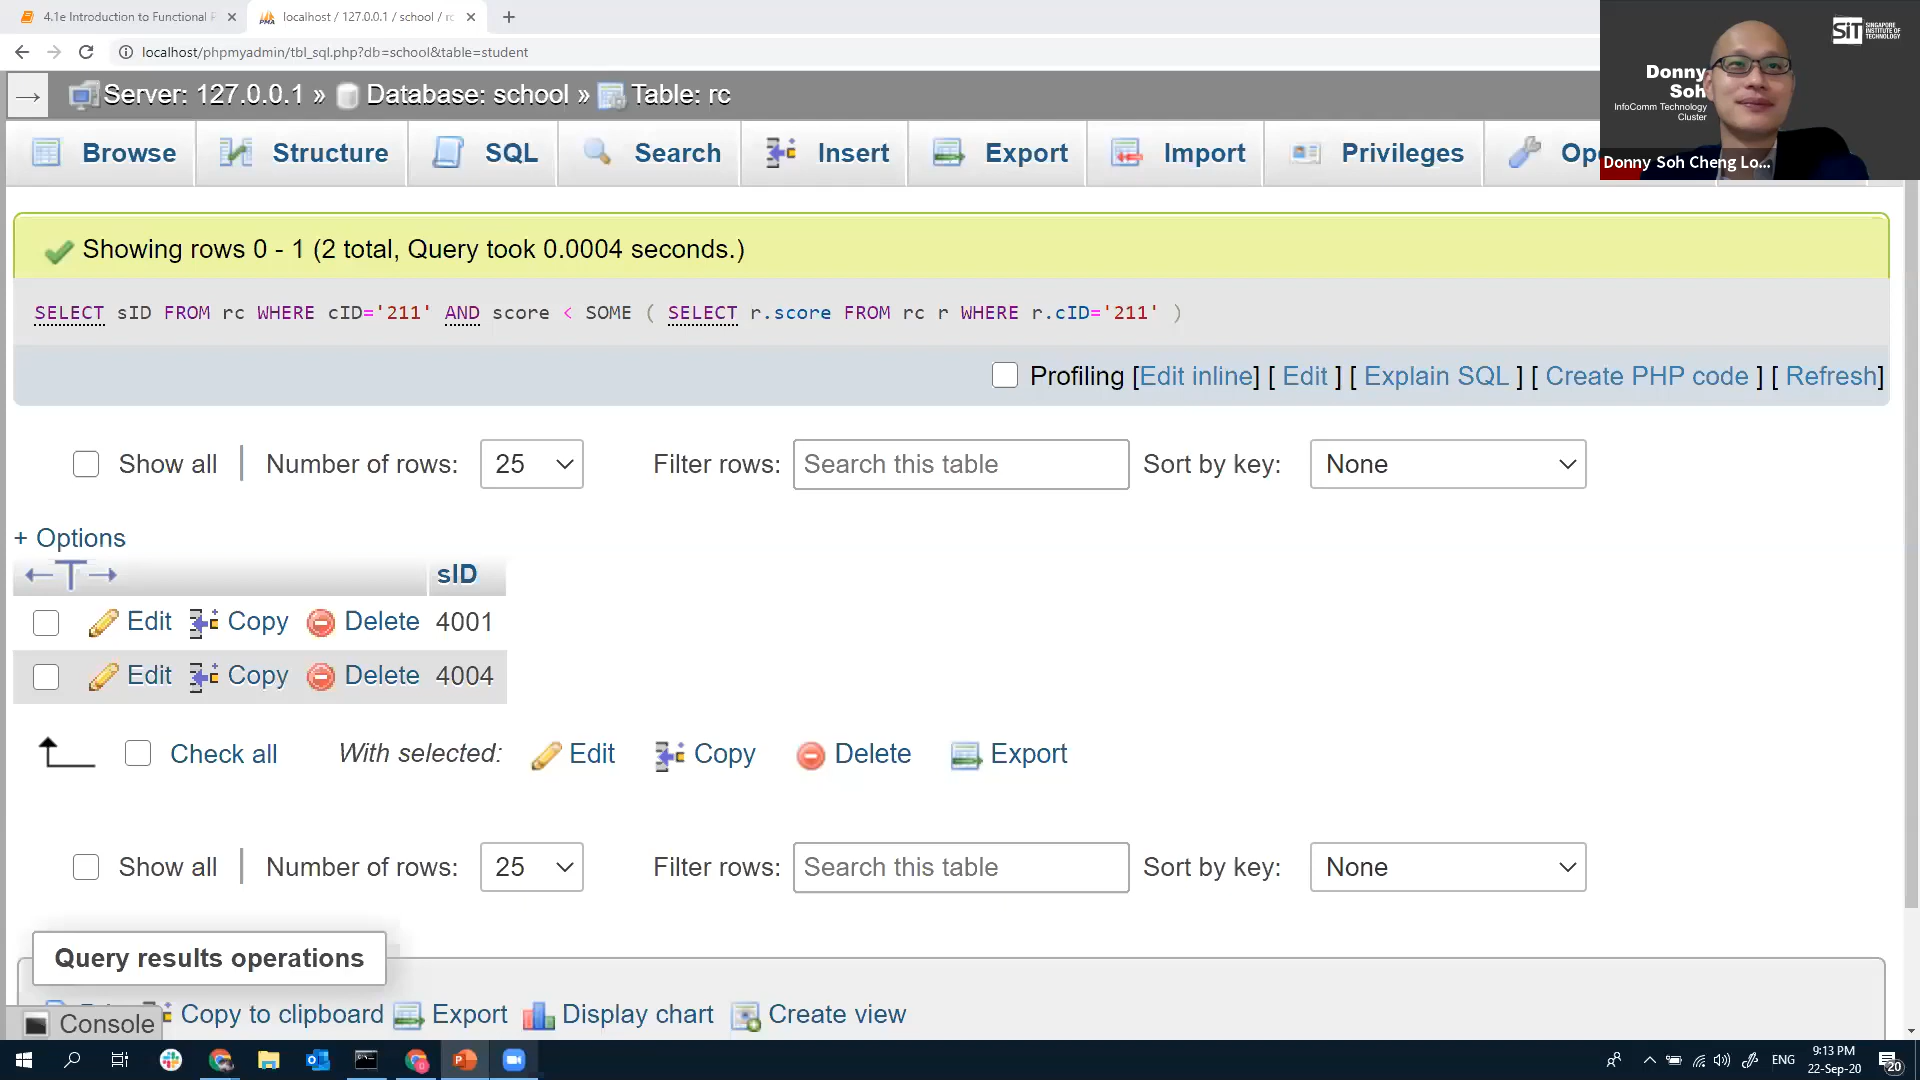 4.1e Introduction to Functional
localhost / 127.0.0.1 / school / rc
localhost/phpmyadmin/tbl_sql.php?db=school&table=student
SiT SINGAPORE INSTITUTE OF TECHNOLOGY
Donny
Soh
InfoComm Technology
Cluster
Donny Soh Cheng Lo...
Server: 127.0.0.1 » Database: school » Table: rc
Browse Structure SQL Search Insert Export Import Privileges Op
Showing rows 0 - 1 (2 total, Query took 0.0004 seconds.)
SELECT sID FROM rc WHERE cID='211' AND score < SOME ( SELECT r.score FROM rc r WHERE r.cID='211' )
Profiling [Edit inline] [ Edit ] [ Explain SQL ] [ Create PHP code ] [ Refresh]
Show all Number of rows: 25 Filter rows: Search this table Sort by key: None
+ Options
←T→ sID
Edit Copy Delete 4001
Edit Copy Delete 4004
Check all With selected: Edit Copy Delete Export
Show all Number of rows: 25 Filter rows: Search this table Sort by key: None
Query results operations
Copy to clipboard Export Display chart Create view
Console
ENG
9:13 PM
22-Sep-20
20